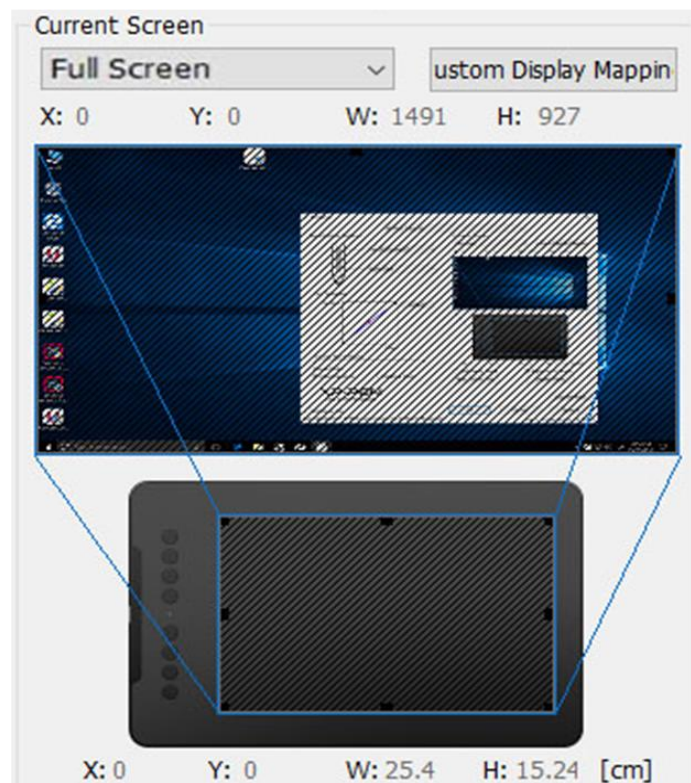 Current Screen
Full Screen
ustom Display Mappin
X: 0 Y: 0 W: 1491 H: 927
X: 0 Y: 0 W: 25.4 H: 15.24 [cm]